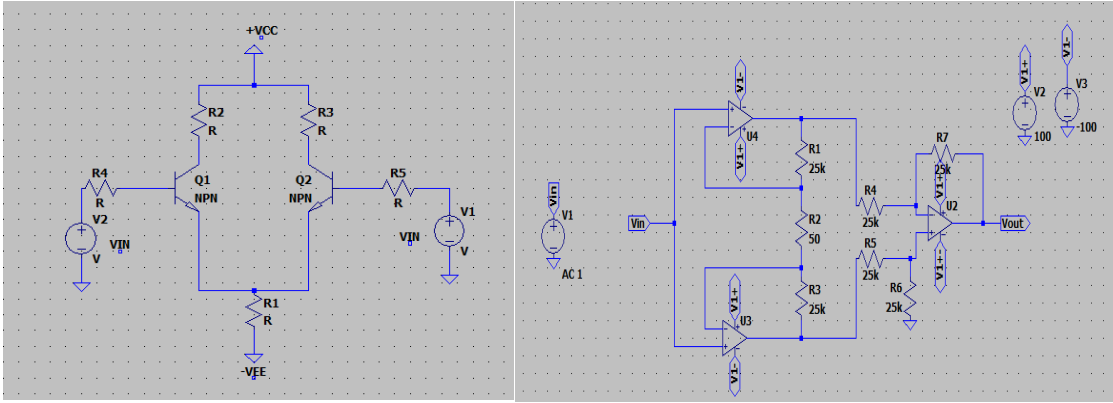 +VCC
R2
R
R3
R
R4
R
Q1
NPN
Q2
NPN
R5
R
V2
VIN
V
VIN
V1
V
R1
R
-VEE
V1-
U4
V1+
R1
25k
R2
50
R3
25k
V1+
U3
V1-
Vin
V1
AC 1
Vin
R4
25k
R5
25k
R6
25k
R7
25k
V1+
U2
V1+-
Vout
V1+
V2
100
V1-
V3
-100